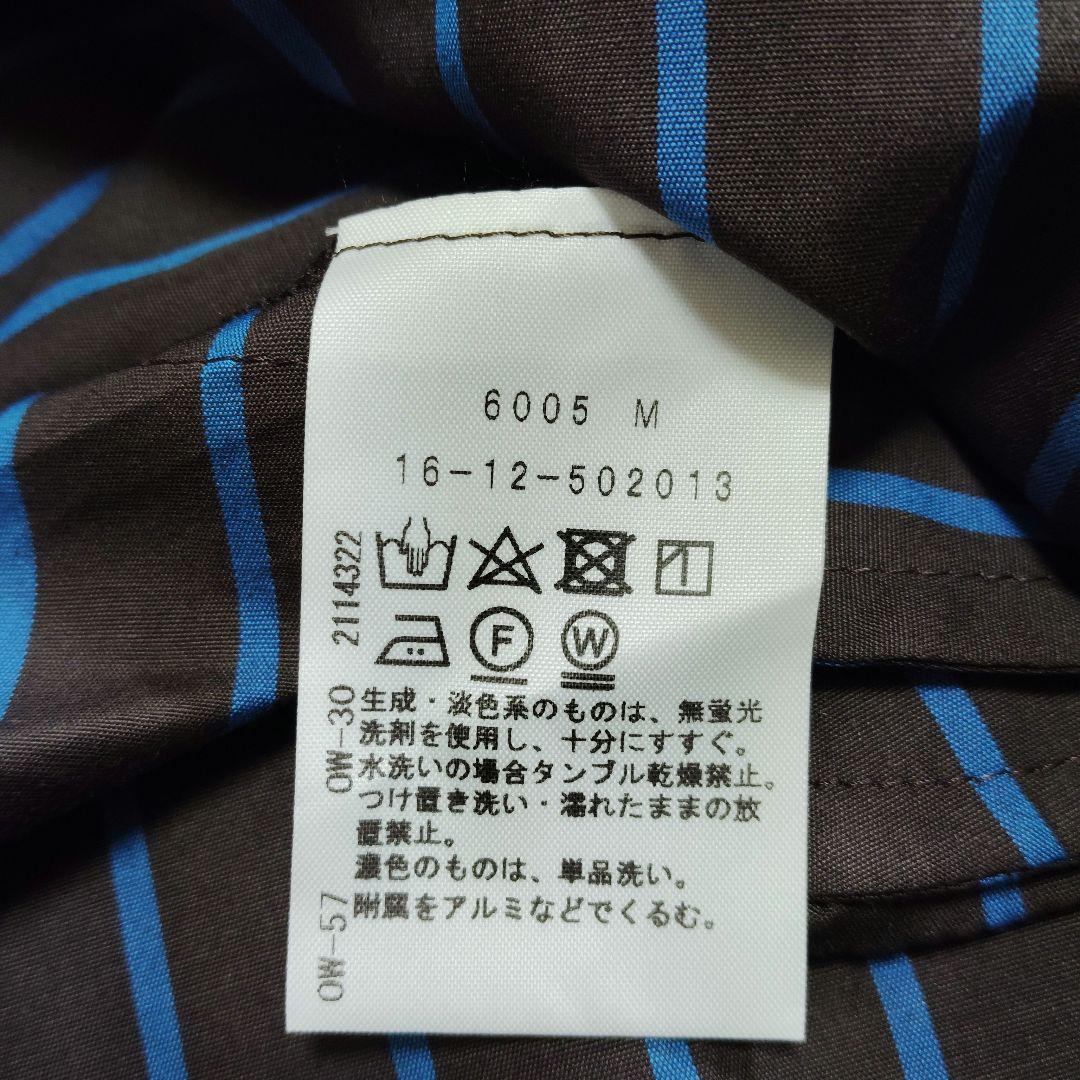 6005 M
16-12-502013
F W
生成・淡色系のものは、無蛍光
洗剤を使用し、十分にすすぐ。
水洗いの場合タンブル乾燥禁止。
つけ置き洗い・濡れたままの放
置禁止。
濃色のものは、単品洗い。
附属をアルミなどでくるむ。
2114322
OW-30
OW-57